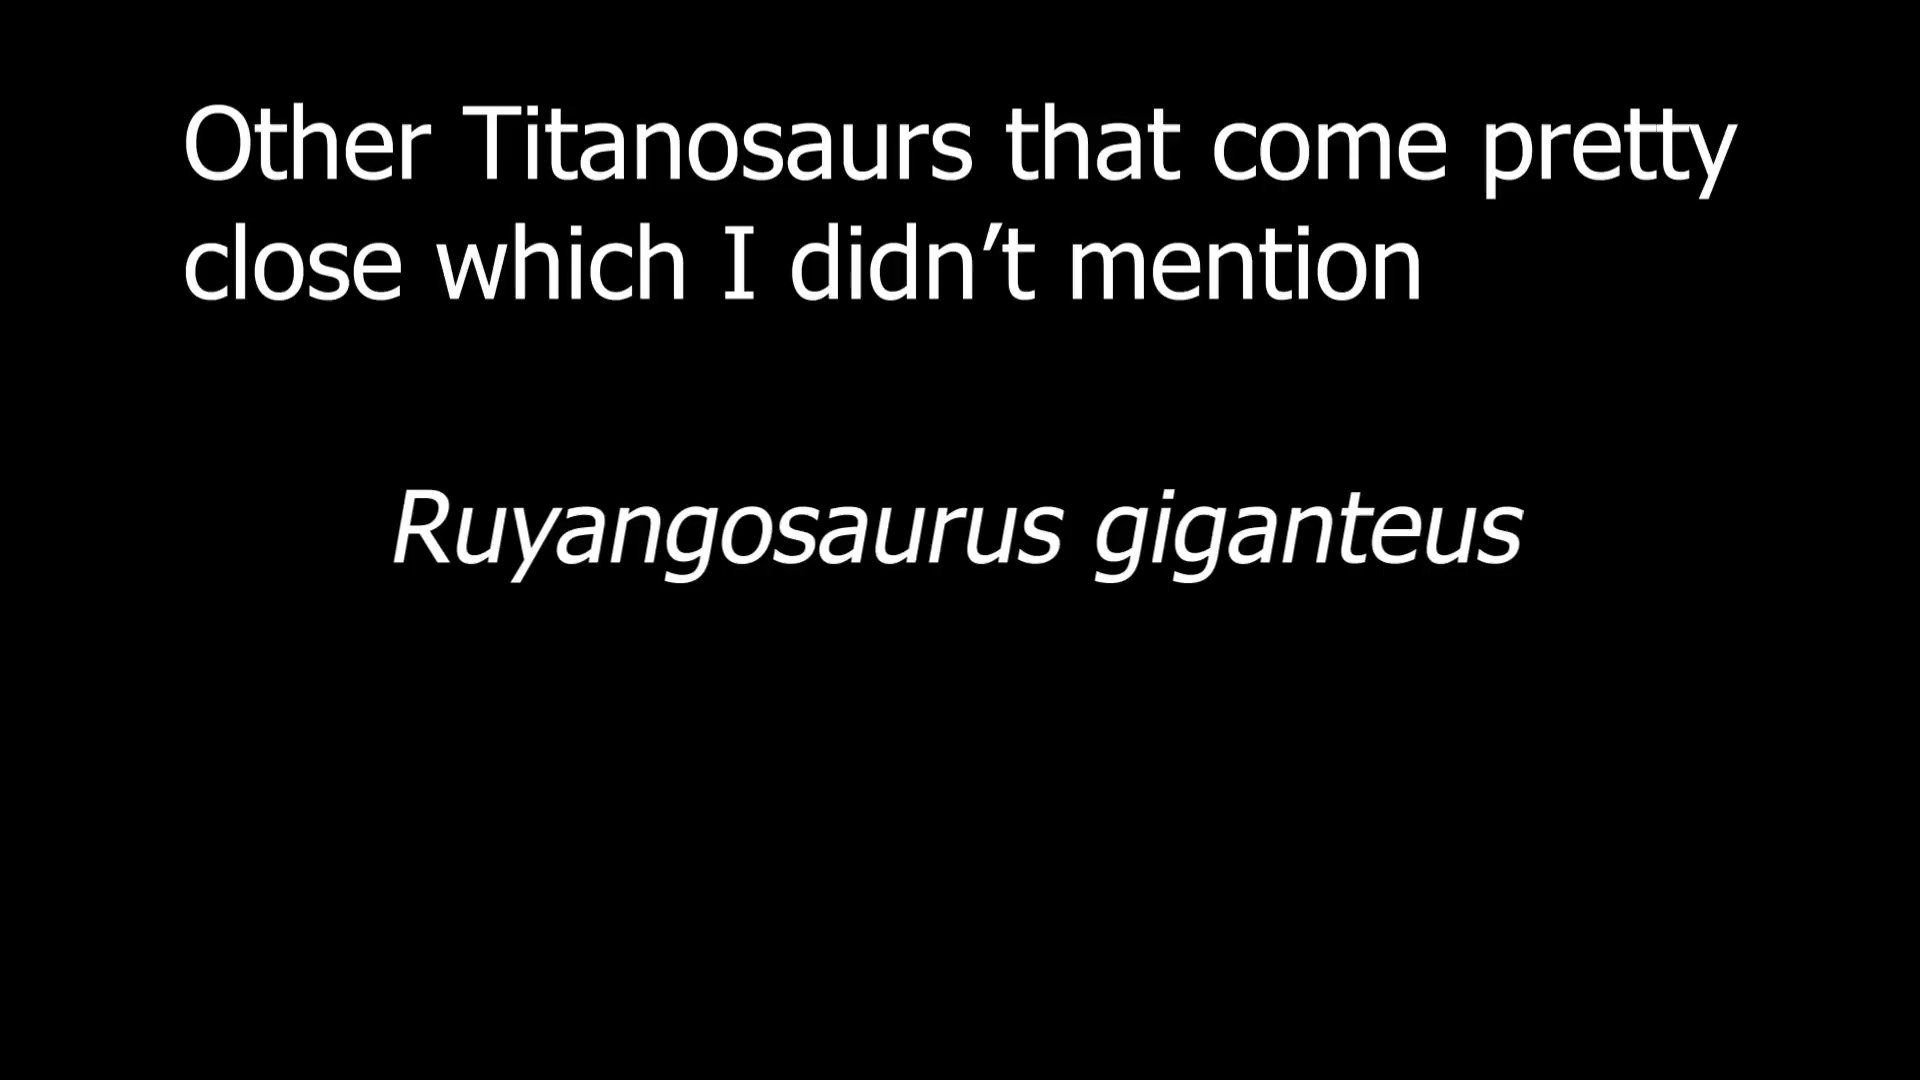 Other Titanosaurs that come pretty
close which I didn’t mention
Ruyangosaurus giganteus